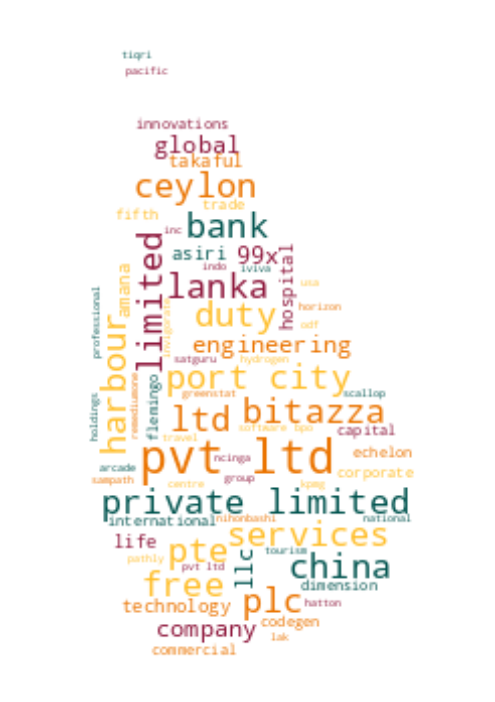 tiqri
pacific
innovations
global
takaful
ceylon
trade
fifth
bank
inc
limited
asiri
99x
hospital
indo
iviva
lanka
amana
usa
professional
harbour
duty
horizon
odf
engineering
satguru
hydrogen
port city
remediumone
flemingo
greenstat
scallop
holdings
ltd
bitazza
travel
software bpo
capital
pvt ltd
echelon
ncinga
arcade
corporate
sampath
group
centre
kpmg
private limited
international
nihonbashi
national
services
life
pte
tourism
pathly
pvt ltd
llc
china
free
dimension
technology
plc
hatton
company
codegen
lak
commercial